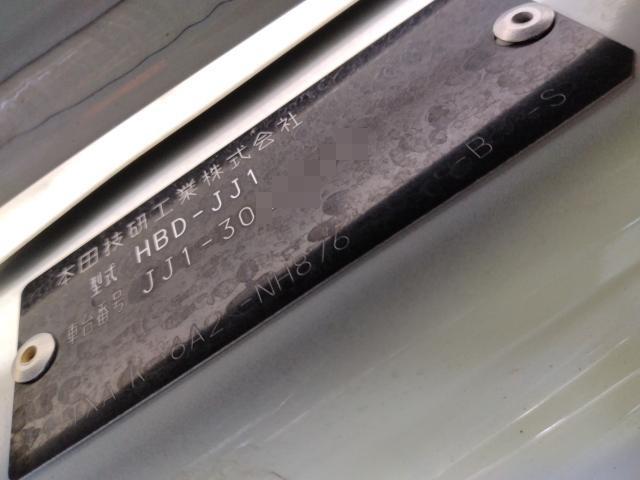 本田技研工業株式会社
型式 HBD-JJ1
車台番号 JJ1-30
6A2 -NH876 -B -S